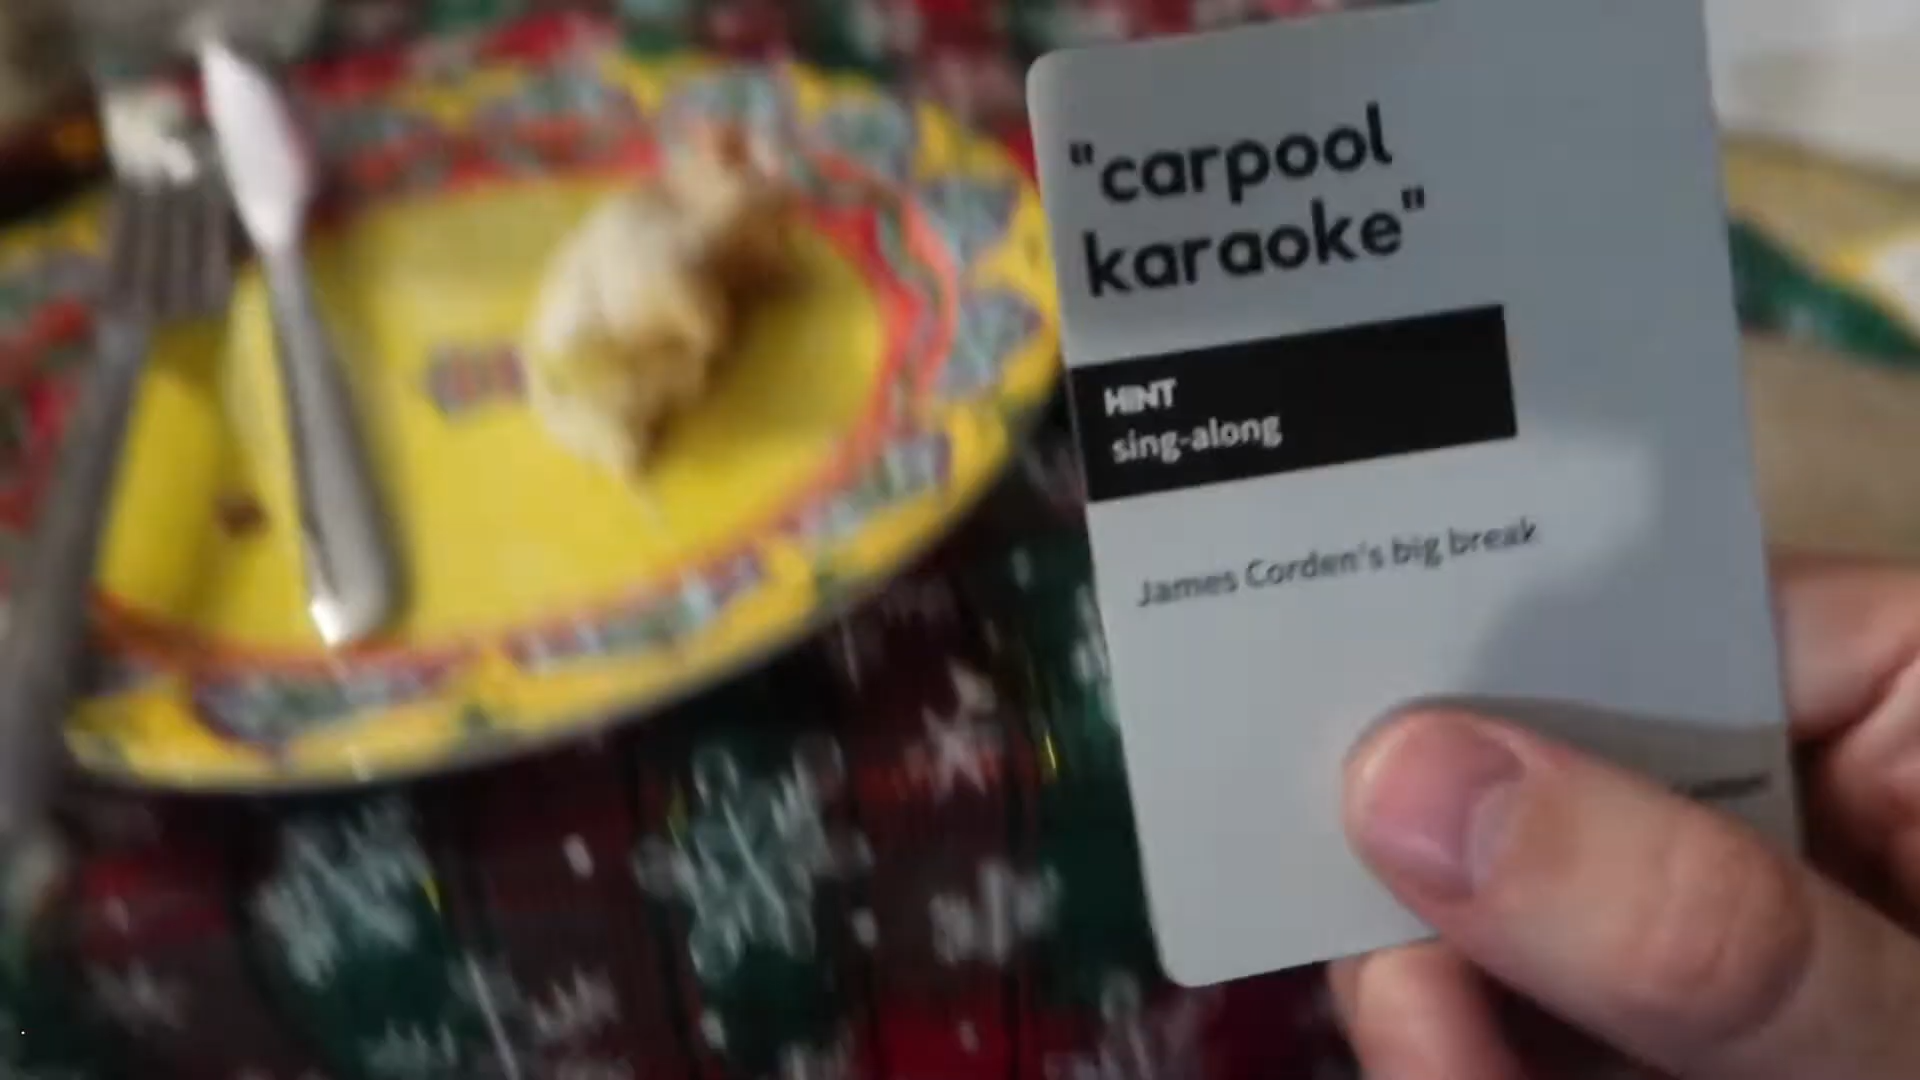 "carpool
karaoke"
HINT
sing-along
James Corden's big break